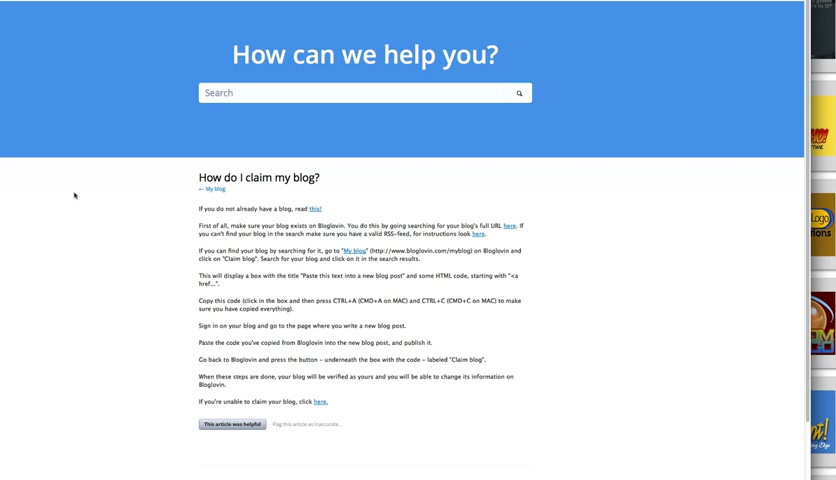 How can we help you?
Search
How do I claim my blog?
← My blog
If you do not already have a blog, read this!
First of all, make sure your blog exists on Bloglovin. You do this by going searching for your blog's full URL here. If
you can't find your blog in the search make sure you have a valid RSS-feed, for instructions look here.
If you can find your blog by searching for it, go to "My blog" (http://www.bloglovin.com/myblog) on Bloglovin and
click on "Claim blog". Search for your blog and click on it in the search results.
This will display a box with the title "Paste this text into a new blog post" and some HTML code, starting with "<a
href...".
Copy this code (click in the box and then press CTRL+A (CMD+A on MAC) and CTRL+C (CMD+C on MAC) to make
sure you have copied everything).
Sign in on your blog and go to the page where you write a new blog post.
Paste the code you've copied from Bloglovin into the new blog post, and publish it.
Go back to Bloglovin and press the button - underneath the box with the code - labeled "Claim blog".
When these steps are done, your blog will be verified as yours and you will be able to change its information on
Bloglovin.
If you're unable to claim your blog, click here.
This article was helpful
Flag this article as inaccurate...
TIME
Logo